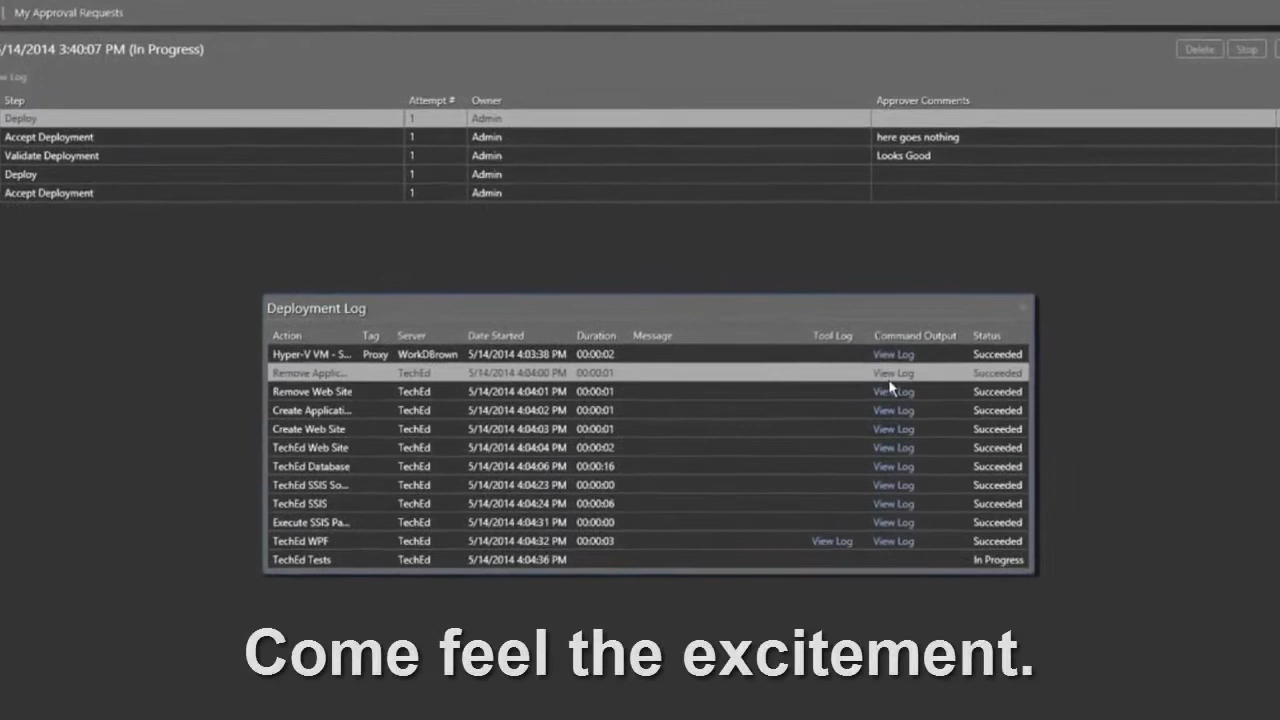 My Approval Requests
/14/2014 3:40:07 PM (In Progress)
Delete Stop
Log
Step Attempt # Owner Approver Comments
Deploy 1 Admin
Accept Deployment 1 Admin here goes nothing
Validate Deployment 1 Admin Looks Good
Deploy 1 Admin
Accept Deployment 1 Admin
Deployment Log
Action Tag Server Date Started Duration Message Tool Log Command Output Status
Hyper-V VM - S... Proxy WorkDBrown 5/14/2014 4:03:38 PM 00:00:02 View Log Succeeded
Remove Applic... TechEd 5/14/2014 4:04:00 PM 00:00:01 View Log Succeeded
Remove Web Site TechEd 5/14/2014 4:04:01 PM 00:00:01 View Log Succeeded
Create Applicati... TechEd 5/14/2014 4:04:02 PM 00:00:01 View Log Succeeded
Create Web Site TechEd 5/14/2014 4:04:03 PM 00:00:01 View Log Succeeded
TechEd Web Site TechEd 5/14/2014 4:04:04 PM 00:00:02 View Log Succeeded
TechEd Database TechEd 5/14/2014 4:04:06 PM 00:00:16 View Log Succeeded
TechEd SSIS So... TechEd 5/14/2014 4:04:23 PM 00:00:00 View Log Succeeded
TechEd SSIS TechEd 5/14/2014 4:04:24 PM 00:00:06 View Log Succeeded
Execute SSIS Pa... TechEd 5/14/2014 4:04:31 PM 00:00:00 View Log Succeeded
TechEd WPF TechEd 5/14/2014 4:04:32 PM 00:00:03 View Log View Log Succeeded
TechEd Tests TechEd 5/14/2014 4:04:36 PM In Progress
Come feel the excitement.